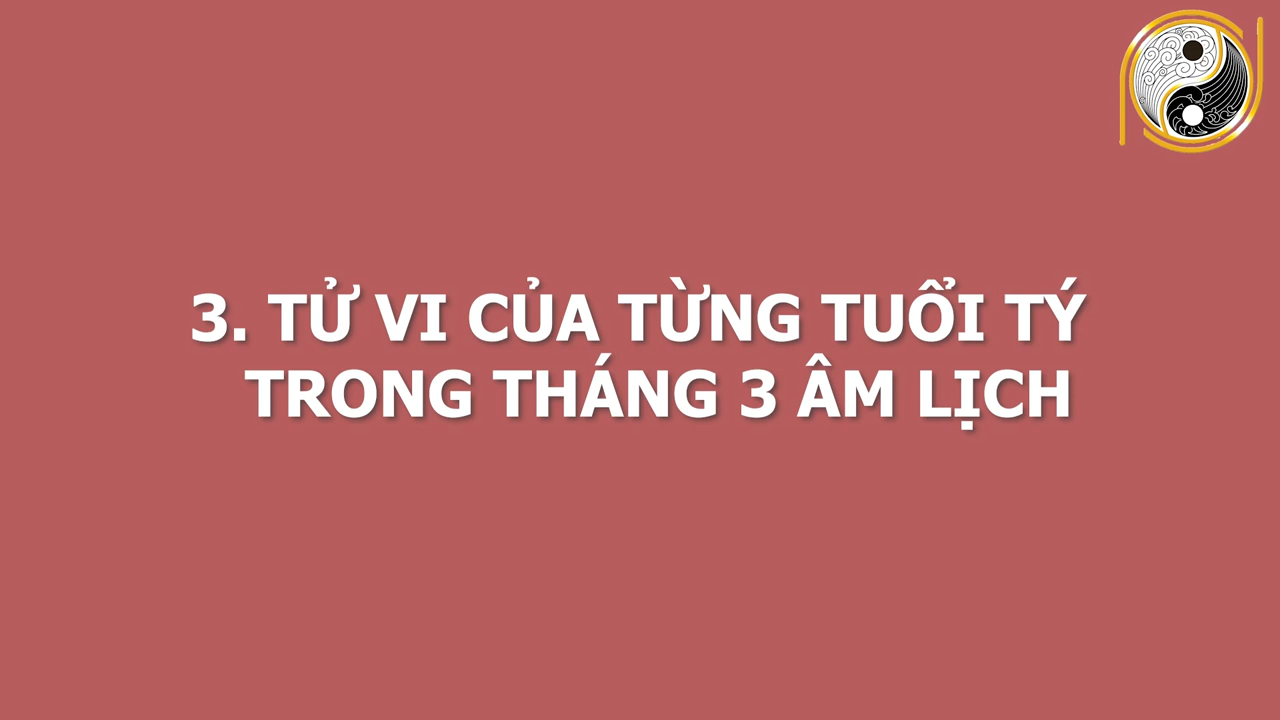 3. TỬ VI CỦA TỪNG TUỔI TÝ
TRONG THÁNG 3 ÂM LỊCH